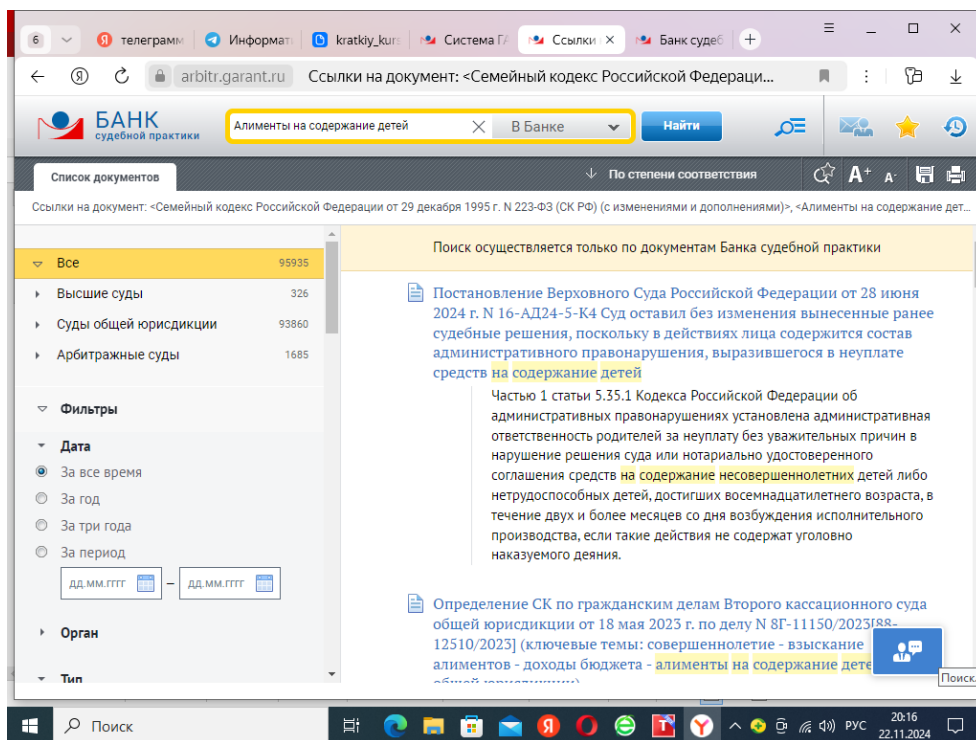 6
телеграмм
Информат
kratkiy_kurs
Система ГА
Ссылки
Банк судеб
arbitr.garant.ru Ссылки на документ: <Семейный кодекс Российской Федераци...
БАНК
судебной практики
Алименты на содержание детей
В Банке
Найти
Список документов
По степени соответствия
A+ A-
Ссылки на документ: <Семейный кодекс Российской Федерации от 29 декабря 1995 г. N 223-ФЗ (СК РФ) (с изменениями и дополнениями)>, <Алименты на содержание дет...
Все 95935
Высшие суды 326
Суды общей юрисдикции 93860
Арбитражные суды 1685
Фильтры
Дата
За все время
За год
За три года
За период
дд.мм.гггг – дд.мм.гггг
Орган
Тип
Поиск осуществляется только по документам Банка судебной практики
Постановление Верховного Суда Российской Федерации от 28 июня
2024 г. N 16-АД24-5-К4 Суд оставил без изменения вынесенные ранее
судебные решения, поскольку в действиях лица содержится состав
административного правонарушения, выразившегося в неуплате
средств на содержание детей
Частью 1 статьи 5.35.1 Кодекса Российской Федерации об
административных правонарушениях установлена административная
ответственность родителей за неуплату без уважительных причин в
нарушение решения суда или нотариально удостоверенного
соглашения средств на содержание несовершеннолетних детей либо
нетрудоспособных детей, достигших восемнадцатилетнего возраста, в
течение двух и более месяцев со дня возбуждения исполнительного
производства, если такие действия не содержат уголовно
наказуемого деяния.
Определение СК по гражданским делам Второго кассационного суда
общей юрисдикции от 18 мая 2023 г. по делу N 8Г-11150/2023[88-
12510/2023] (ключевые темы: совершеннолетие - взыскание
алиментов - доходы бюджета - алименты на содержание дете
общей юрисдикции)
Поиск.
Поиск
РУС
20:16
22.11.2024